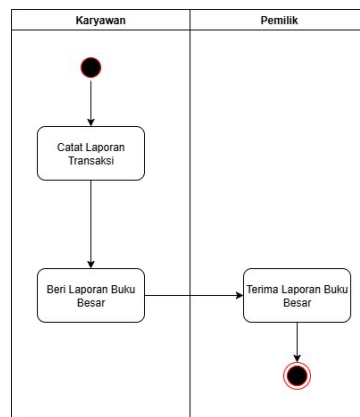 Karyawan
Pemilik
Catat Laporan
Transaksi
Beri Laporan Buku
Besar
Terima Laporan Buku
Besar